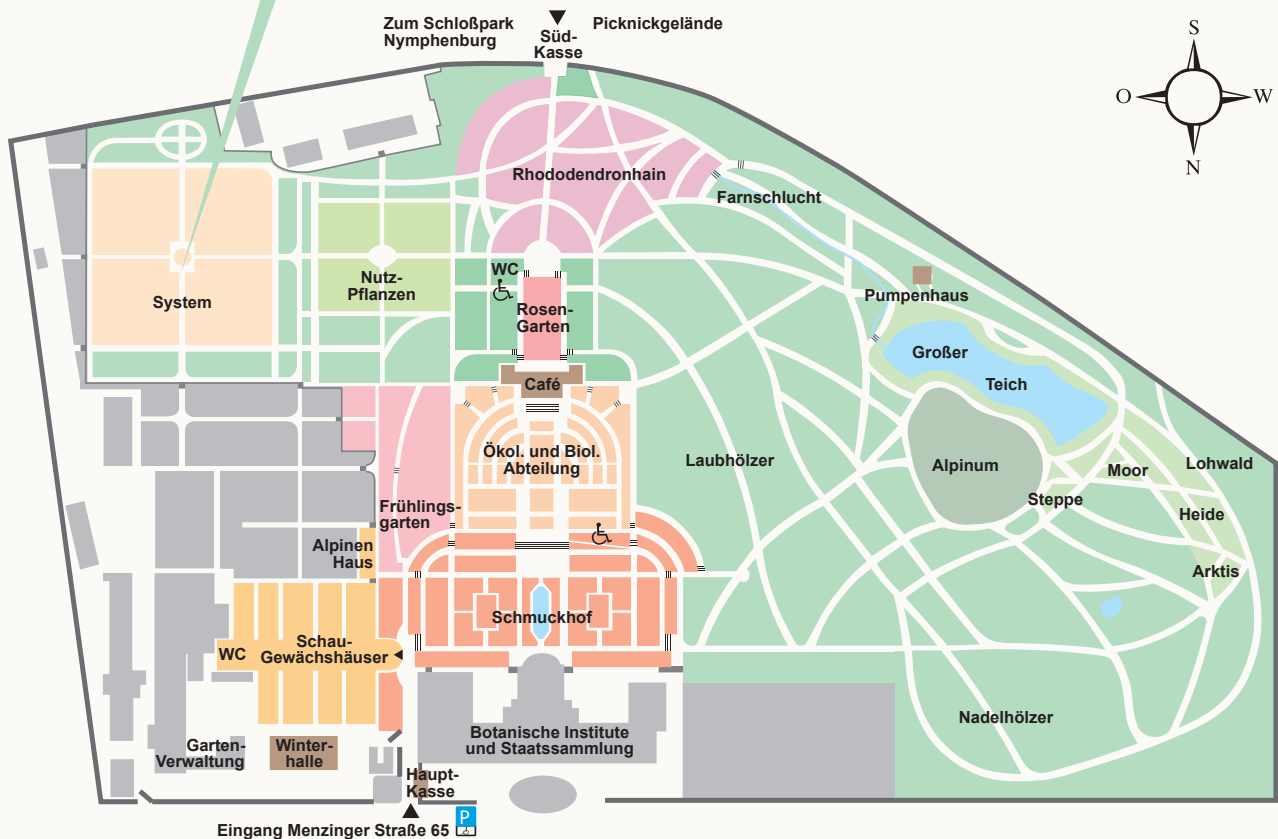 Zum Schloßpark
Nymphenburg
Süd-
Kasse
Picknickgelände
S
O
W
N
Rhododendronhain
Farnschlucht
System
Nutz-
Pflanzen
WC
Rosen-
Garten
Pumpenhaus
Großer
Teich
Café
Ökol. und Biol.
Abteilung
Laubhölzer
Alpinum
Moor
Lohwald
Steppe
Heide
Arktis
Frühlings-
garten
Alpinen
Haus
Schmuckhof
WC
Schau-
Gewächshäuser
Nadelhölzer
Botanische Institute
und Staatssammlung
Garten-
Verwaltung
Winter-
halle
Haupt-
Kasse
Eingang Menzinger Straße 65
P